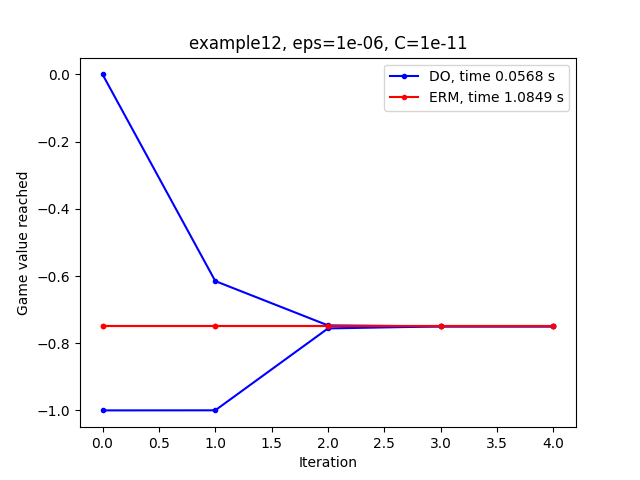 example12, eps=1e-06, C=1e-11
DO, time 0.0568 s
ERM, time 1.0849 s
Game value reached
0.0
−0.2
−0.4
−0.6
−0.8
−1.0
0.0 0.5 1.0 1.5 2.0 2.5 3.0 3.5 4.0
Iteration